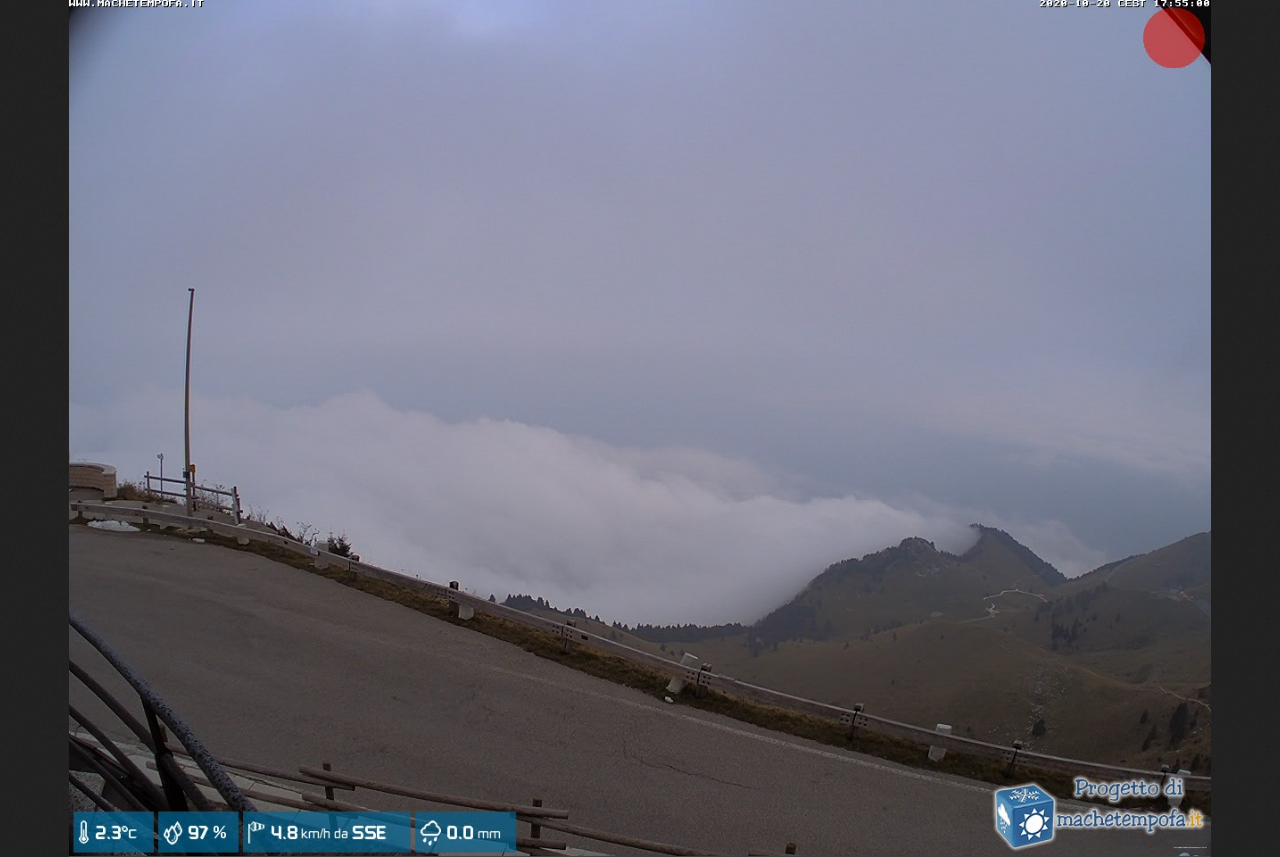 WWW.MACHETEMPOFA.IT
2020-10-20 CEST 17:55:00
2.3°C
97 %
4.8 km/h da SSE
0.0 mm
Progetto di
machetempofa.it